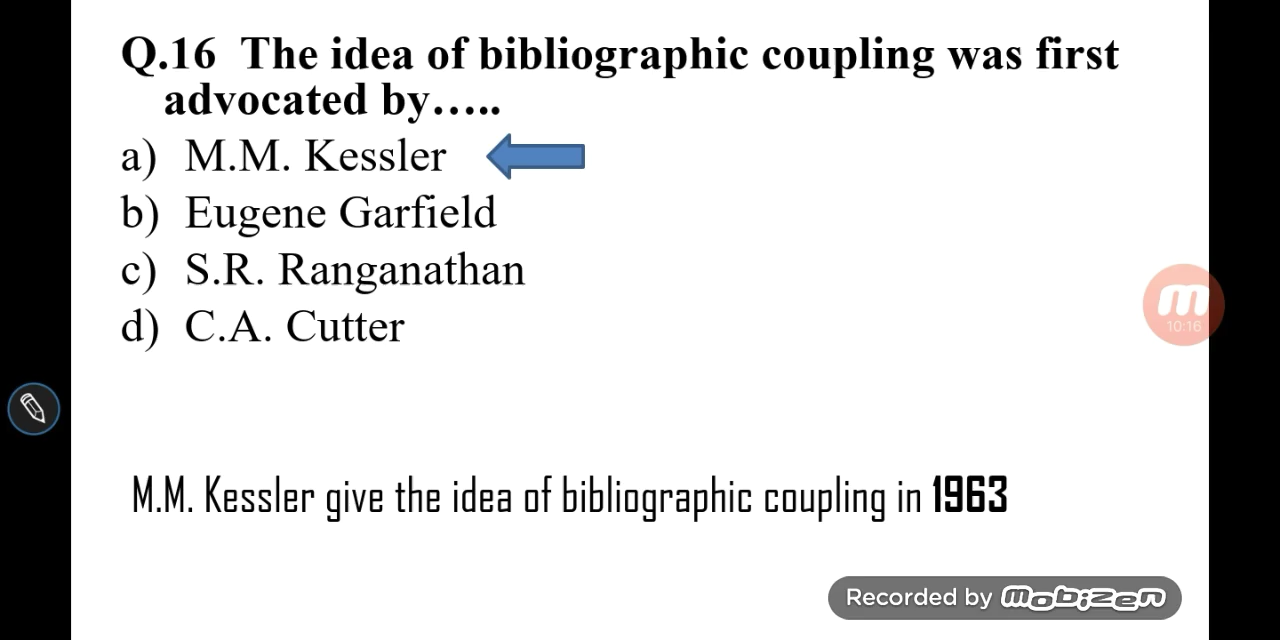 Q.16 The idea of bibliographic coupling was first
advocated by.....
a) M.M. Kessler
b) Eugene Garfield
c) S.R. Ranganathan
d) C.A. Cutter
10:16
M.M. Kessler give the idea of bibliographic coupling in 1963
Recorded by mobizen